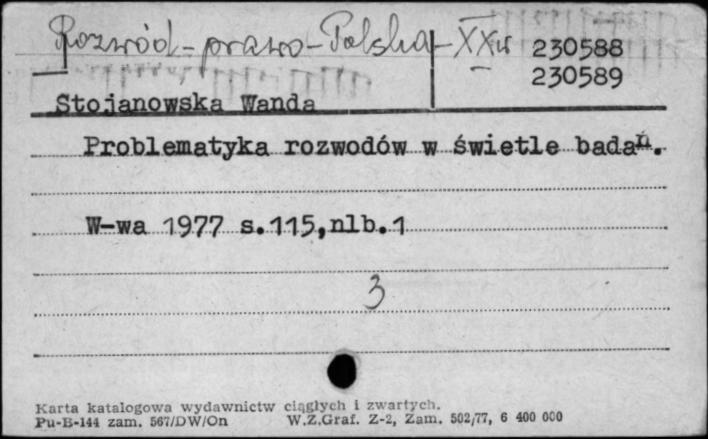 Rozwód - prawo - Polska - XX w 230588
230589
Stojanowska Wanda
Problematyka rozwodów w świetle badań.
W-wa 1977 s.115,nlb.1
3
Karta katalogowa wydawnictw ciągłych i zwartych.
Pu-B-144 zam. 567/DW/On W.Z.Graf. Z-2, Zam. 502/77, 6 400 000